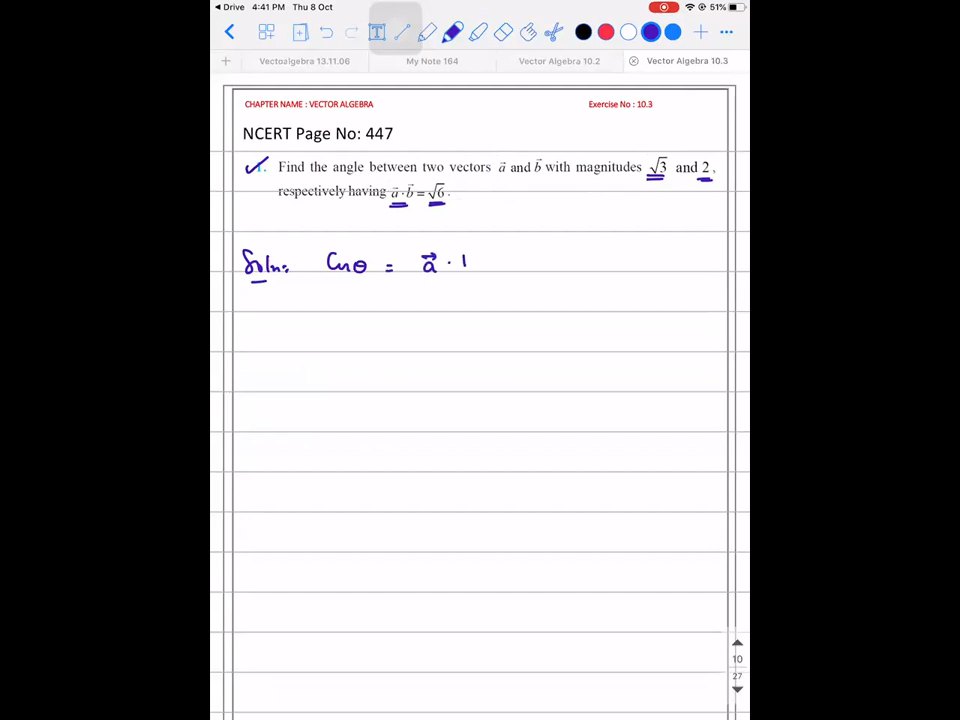 Drive 4:41 PM Thu 8 Oct 51%
T
Vectoalgebra 13.11.06 My Note 164 Vector Algebra 10.2 Vector Algebra 10.3
CHAPTER NAME : VECTOR ALGEBRA Exercise No : 10.3
NCERT Page No: 447
1. Find the angle between two vectors a⃗ and b⃗ with magnitudes √3 and 2,
respectively having a⃗ · b⃗ = √6 .
Soln: Cosθ = a⃗ ·
10
27